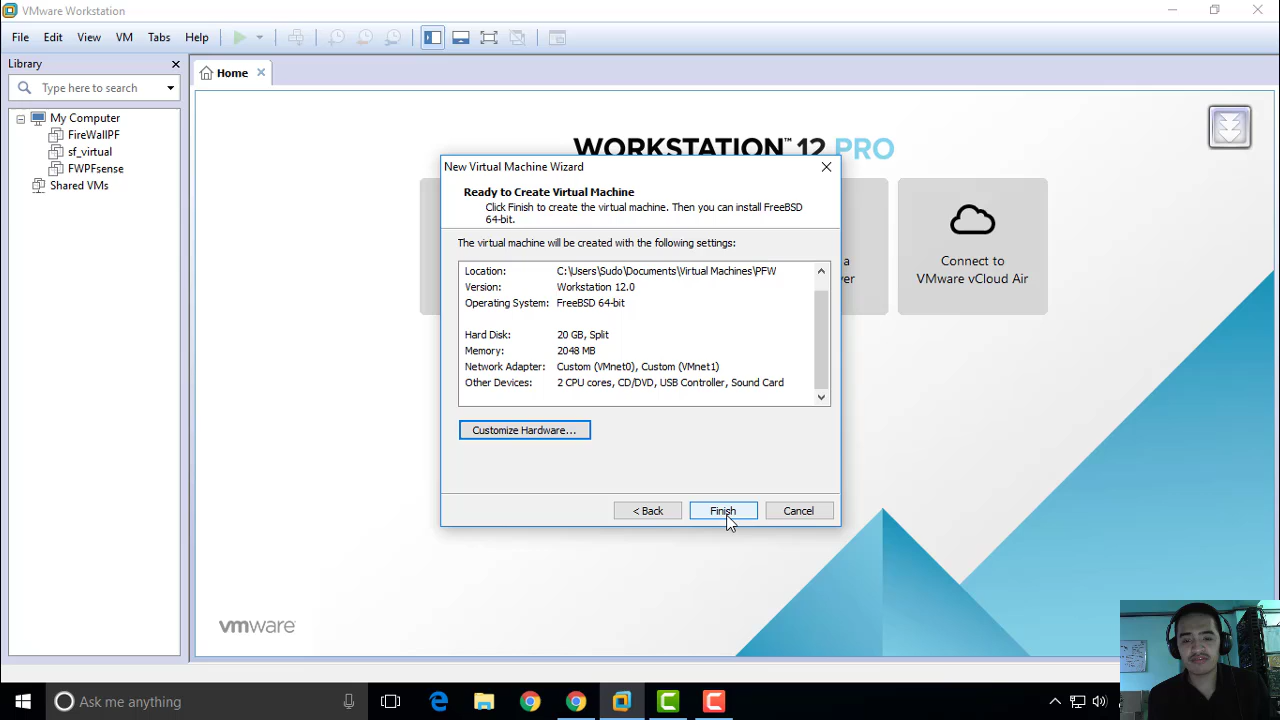 VMware Workstation
File Edit View VM Tabs Help
Library
Type here to search
My Computer
FireWallPF
sf_virtual
FWPFsense
Shared VMs
Home
WORKSTATION™ 12 PRO
Connect to
VMware vCloud Air
New Virtual Machine Wizard
Ready to Create Virtual Machine
Click Finish to create the virtual machine. Then you can install FreeBSD
64-bit.
The virtual machine will be created with the following settings:
Location: C:\Users\Sudo\Documents\Virtual Machines\PFW
Version: Workstation 12.0
Operating System: FreeBSD 64-bit
Hard Disk: 20 GB, Split
Memory: 2048 MB
Network Adapter: Custom (VMnet0), Custom (VMnet1)
Other Devices: 2 CPU cores, CD/DVD, USB Controller, Sound Card
Customize Hardware...
< Back Finish Cancel
vmware
Ask me anything